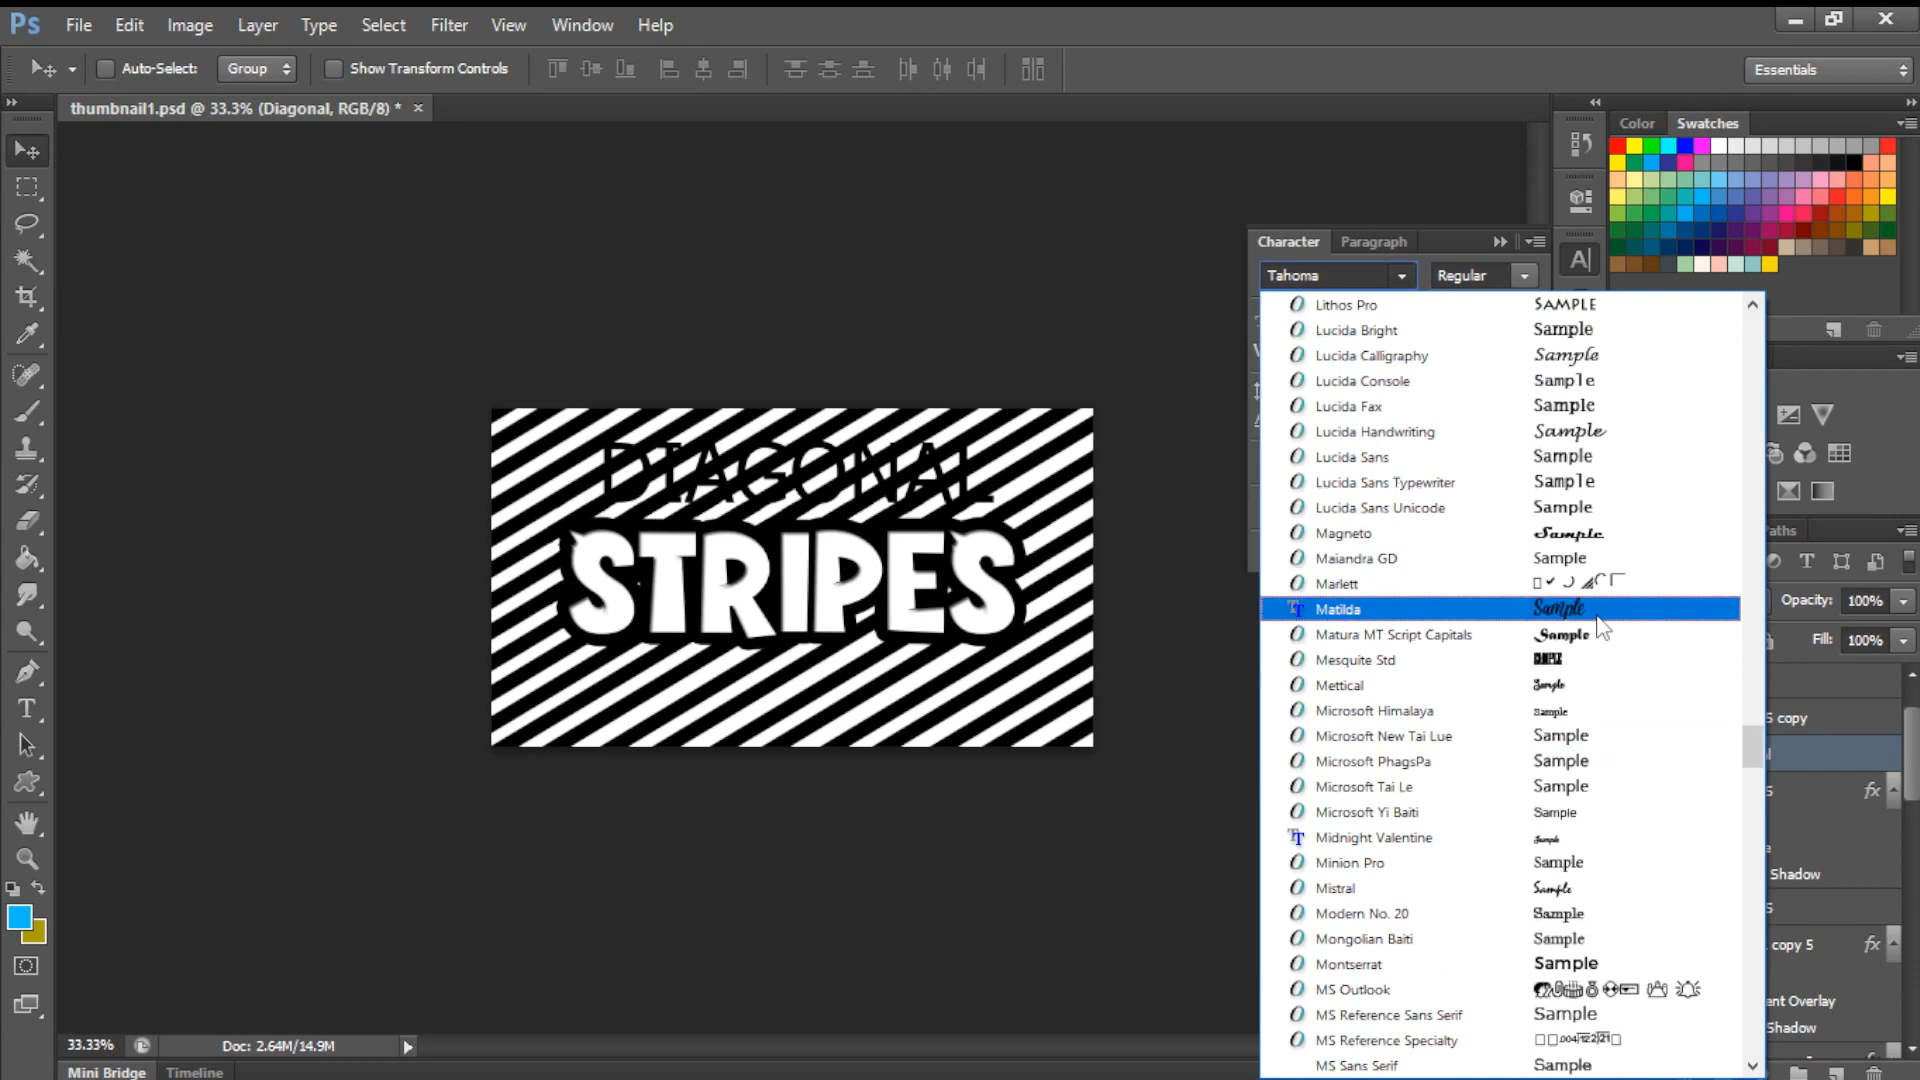 Ps File Edit Image Layer Type Select Filter View Window Help
Auto-Select: Group Show Transform Controls Essentials
thumbnail1.psd @ 33.3% (Diagonal, RGB/8) * ×
Color Swatches
Character Paragraph
Tahoma Regular
Lithos Pro SAMPLE
Lucida Bright Sample
Lucida Calligraphy Sample
Lucida Console Sample
Lucida Fax Sample
Lucida Handwriting Sample
Lucida Sans Sample
Lucida Sans Typewriter Sample
Lucida Sans Unicode Sample
Magneto Sample
Maiandra GD Sample
Marlett
Matilda Sample
Matura MT Script Capitals Sample
Mesquite Std SAMPLE
Mettical Sample
Microsoft Himalaya Sample
Microsoft New Tai Lue Sample
Microsoft PhagsPa Sample
Microsoft Tai Le Sample
Microsoft Yi Baiti Sample
Midnight Valentine Sample
Minion Pro Sample
Mistral Sample
Modern No. 20 Sample
Mongolian Baiti Sample
Montserrat Sample
MS Outlook
MS Reference Sans Serif Sample
MS Reference Specialty
MS Sans Serif Sample
DIAGONAL
STRIPES
aths
Opacity: 100%
Fill: 100%
S copy
l
S fx
e
Shadow
S
copy 5 fx
ent Overlay
Shadow
33.33% Doc: 2.64M/14.9M
Mini Bridge Timeline